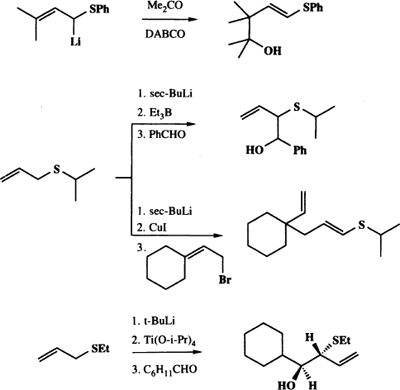 SPh
Li
Me2CO
DABCO
SPh
OH
1. sec-BuLi
2. Et3B
3. PhCHO
S
HO
Ph
S
1. sec-BuLi
2. CuI
3.
Br
S
SEt
1. t-BuLi
2. Ti(O-i-Pr)4
3. C6H11CHO
H
SEt
HO
H